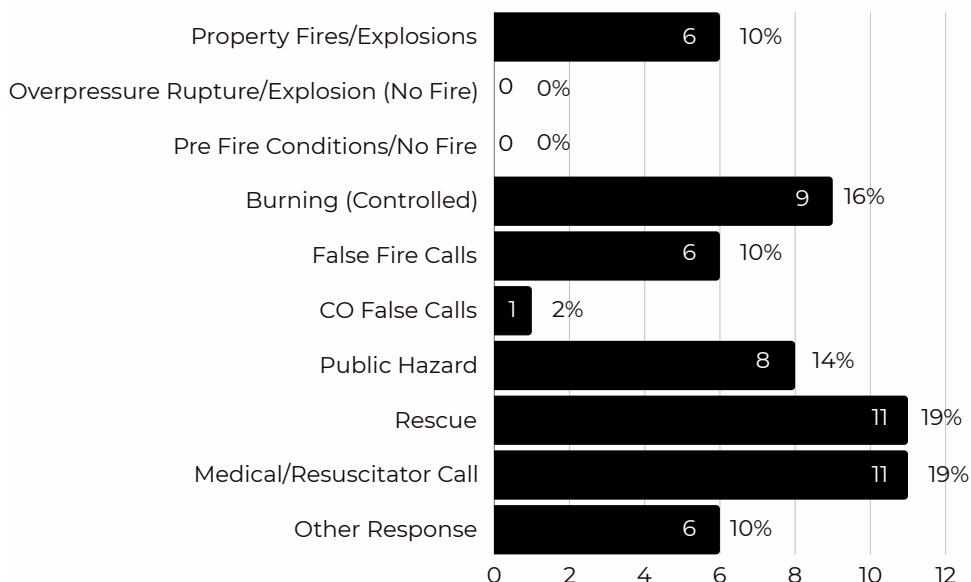 Property Fires/Explosions 6 10%
Overpressure Rupture/Explosion (No Fire) 0 0%
Pre Fire Conditions/No Fire 0 0%
Burning (Controlled) 9 16%
False Fire Calls 6 10%
CO False Calls 1 2%
Public Hazard 8 14%
Rescue 11 19%
Medical/Resuscitator Call 11 19%
Other Response 6 10%
0 2 4 6 8 10 12